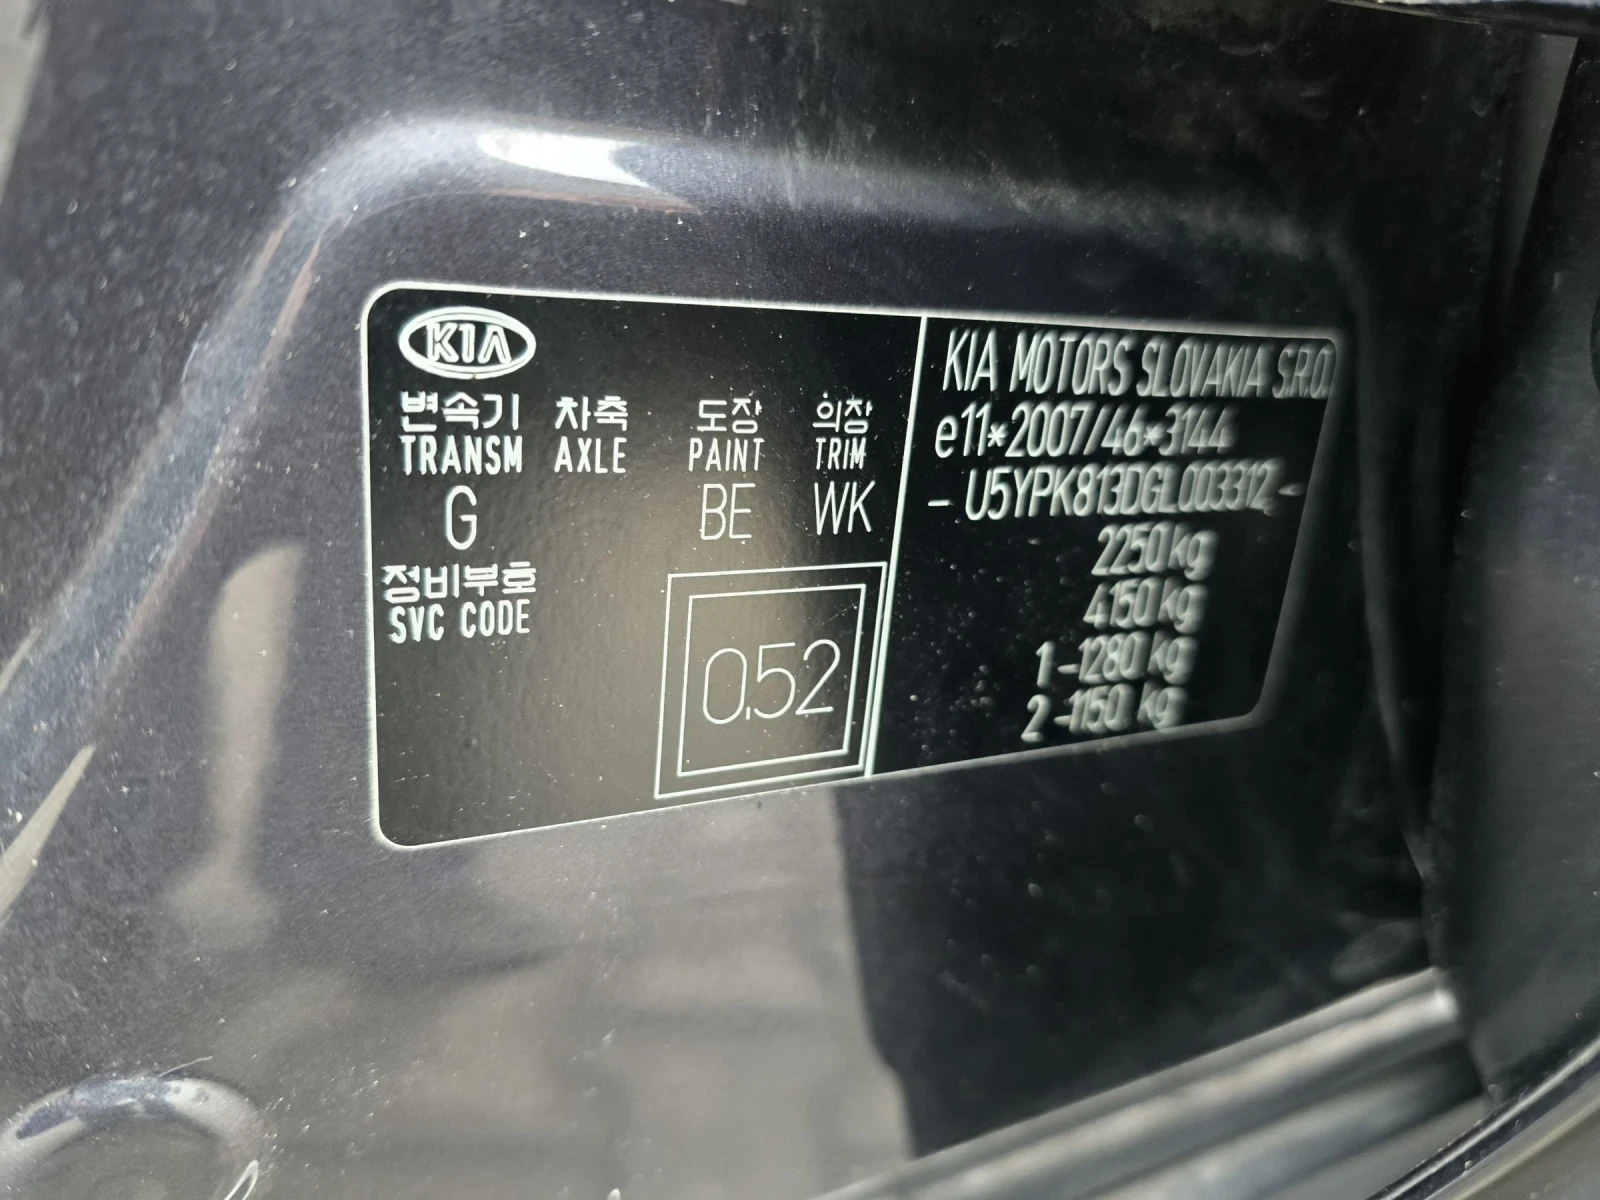 KIA
변속기 차축 도장 의장
TRANSM AXLE PAINT TRIM
G BE WK
정비부호
SVC CODE
0.52
KIA MOTORS SLOVAKIA S.R.O.
e11*2007/46*3144
- U5YPK813DGL003312 -
2250 kg
4150 kg
1 - 1280 kg
2 - 1150 kg